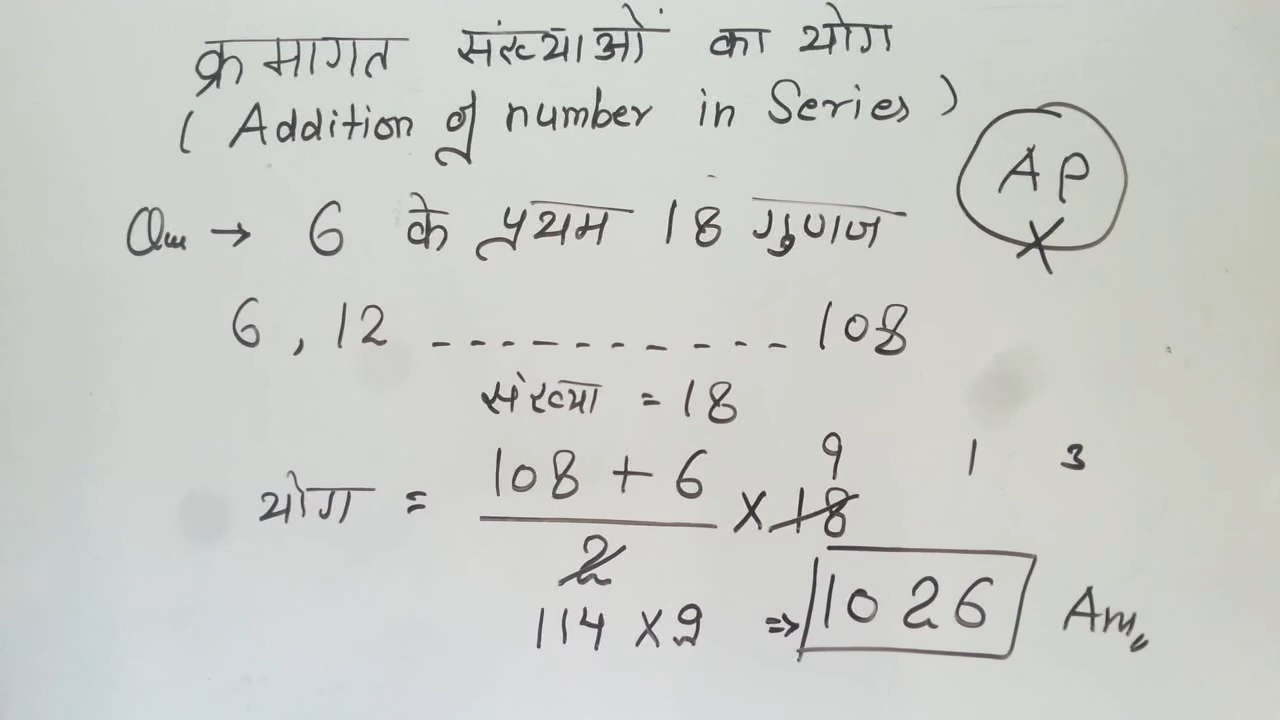 क्रमागत संख्याओं का योग
( Addition of number in Series )
AP
X
Qus → 6 के प्रथम 18 गुणज
6 , 12 - - - - - - - - - - - 108
संख्या = 18
9 1 3
योग = 108 + 6 × 18
2
114 × 9 ⇒ 1026 Ans